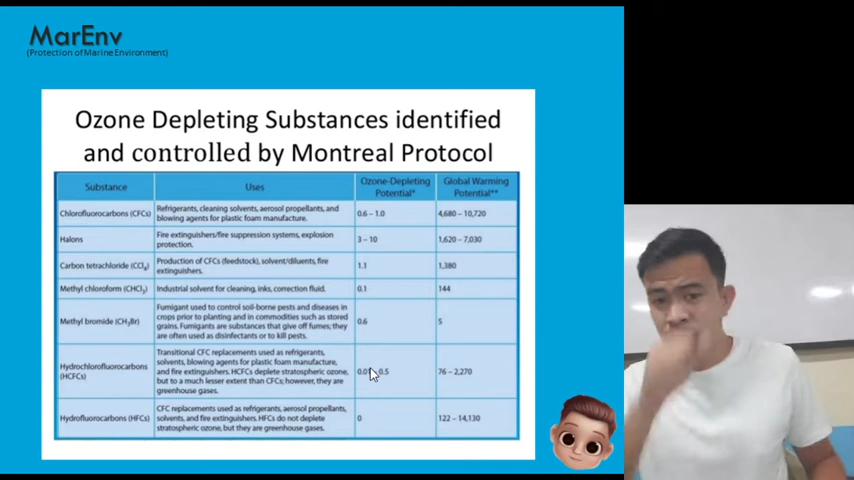 MarEnv
(Protection of Marine Environment)
Ozone Depleting Substances identified
and controlled by Montreal Protocol
Substance
Uses
Ozone-Depleting
Potential*
Global Warming
Potential**
Chlorofluorocarbons (CFCs)
Refrigerants, cleaning solvents, aerosol propellants, and
blowing agents for plastic foam manufacture.
0.6 – 1.0
4,680 – 10,720
Halons
Fire extinguishers/fire suppression systems, explosion
protection.
3 – 10
1,620 – 7,030
Carbon tetrachloride (CCl₄)
Production of CFCs (feedstock), solvent/diluents, fire
extinguishers.
1.1
1,380
Methyl chloroform (CHCl₃)
Industrial solvent for cleaning, inks, correction fluid.
0.1
144
Methyl bromide (CH₃Br)
Fumigant used to control soil-borne pests and diseases in
crops prior to planting and in commodities such as stored
grains. Fumigants are substances that give off fumes; they
are often used as disinfectants or to kill pests.
0.6
5
Hydrochlorofluorocarbons
(HCFCs)
Transitional CFC replacements used as refrigerants,
solvents, blowing agents for plastic foam manufacture,
and fire extinguishers. HCFCs deplete stratospheric ozone,
but to a much lesser extent than CFCs; however, they are
greenhouse gases.
0.5
76 – 2,270
Hydrofluorocarbons (HFCs)
CFC replacements used as refrigerants, aerosol propellants,
solvents, and fire extinguishers. HFCs do not deplete
stratospheric ozone, but they are greenhouse gases.
0
122 – 14,130